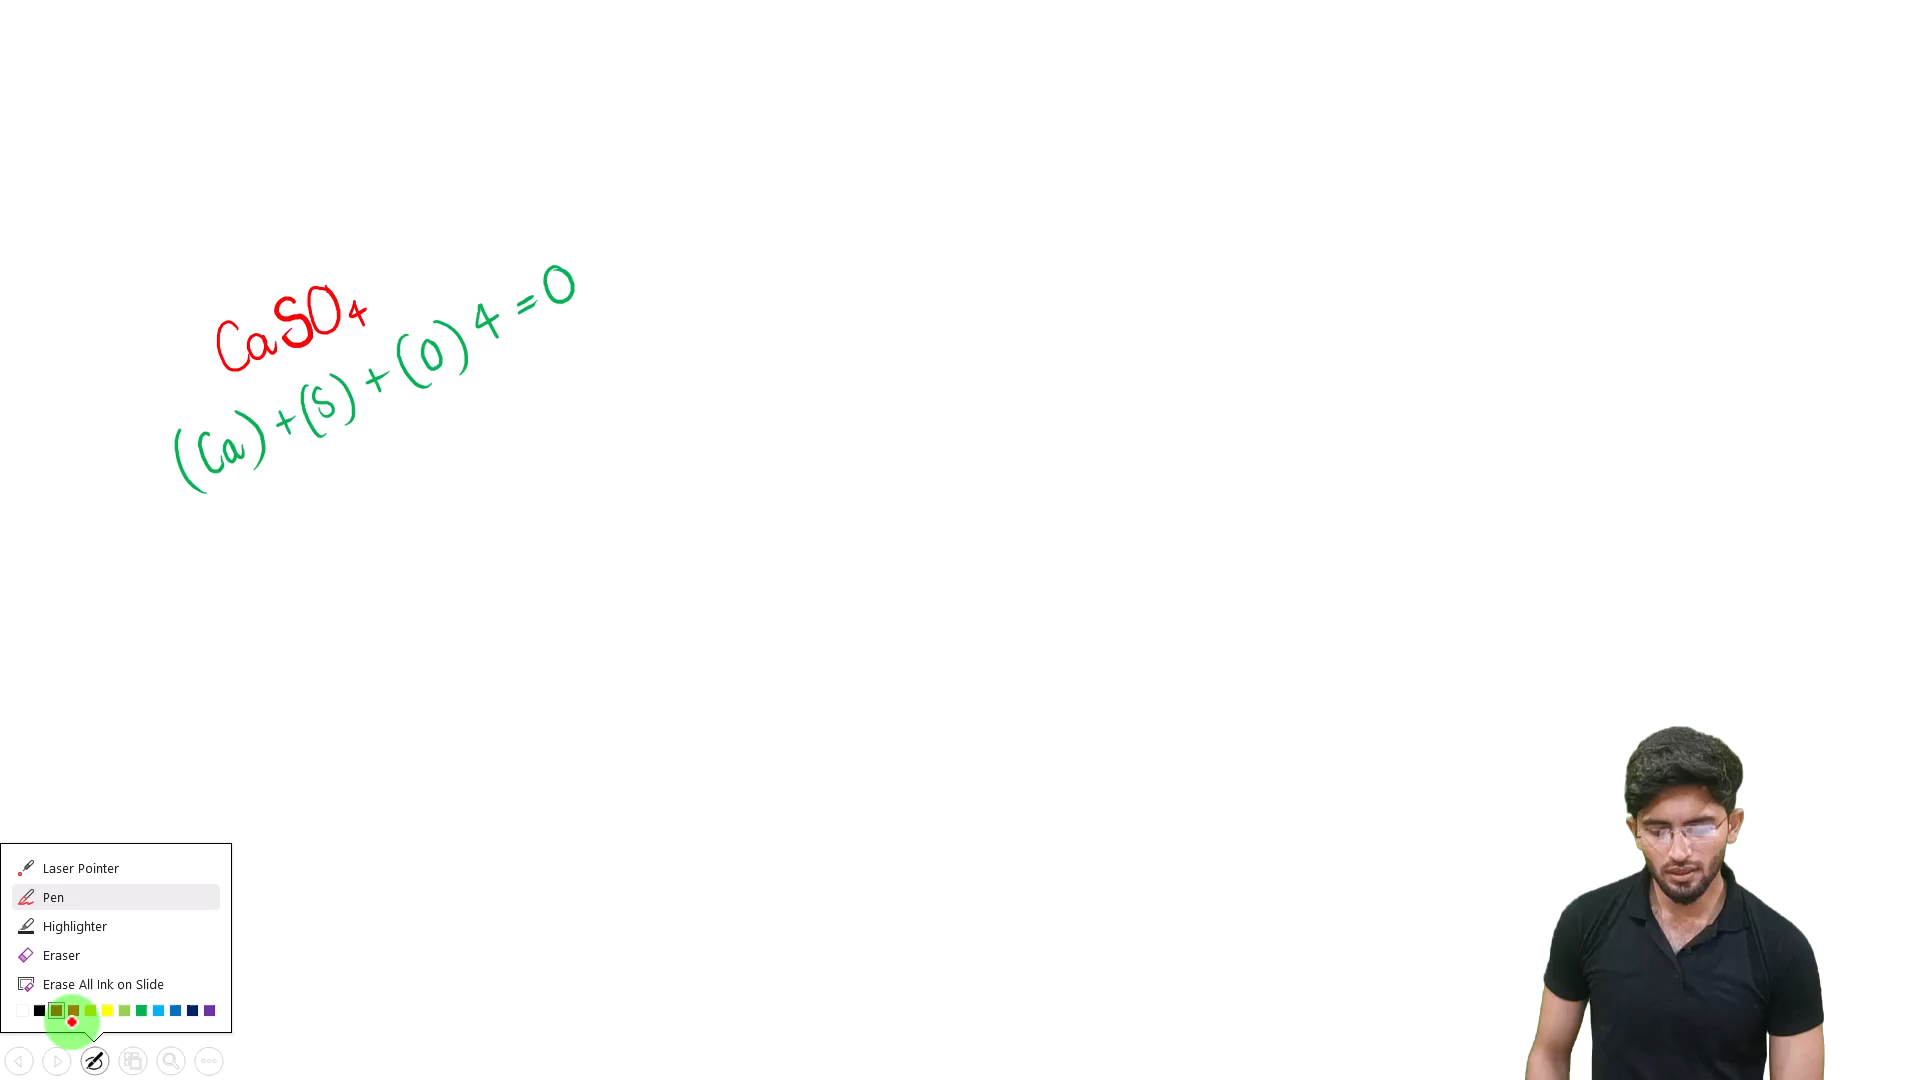 CaSO4
(Ca)+(S)+(O)4=0
Laser Pointer
Pen
Highlighter
Eraser
Erase All Ink on Slide